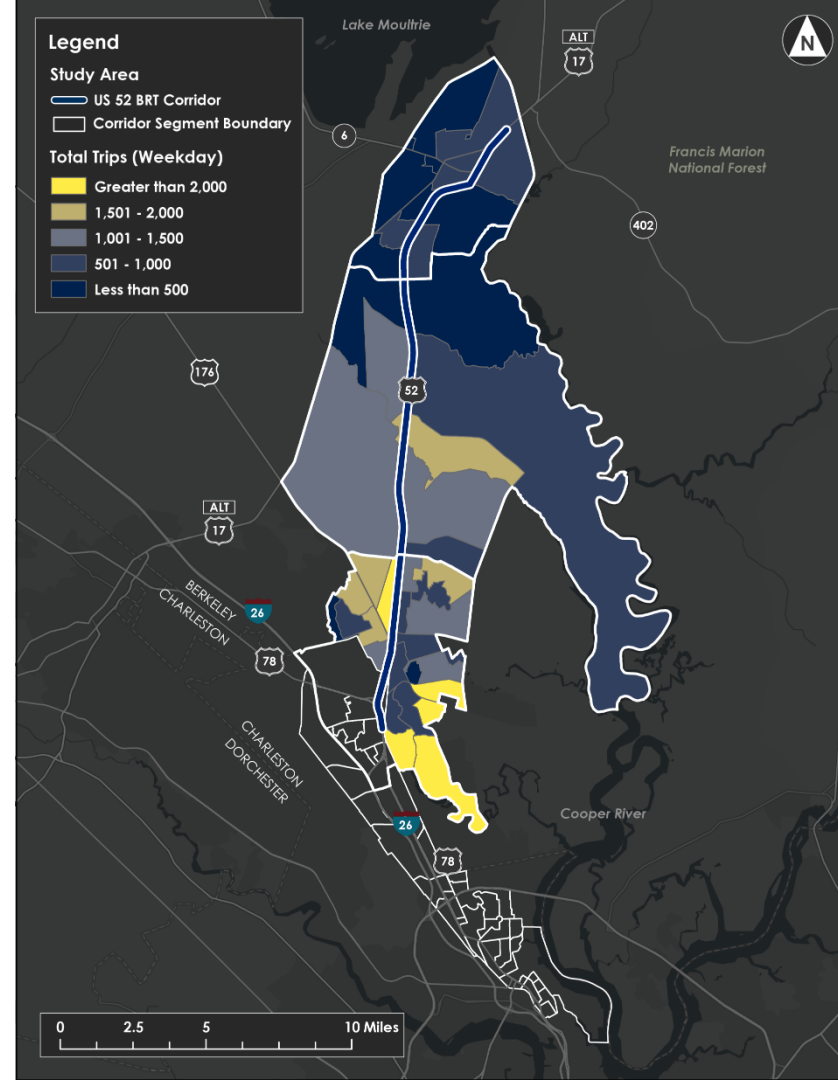 Legend
Study Area
US 52 BRT Corridor
Corridor Segment Boundary
Total Trips (Weekday)
Greater than 2,000
1,501 - 2,000
1,001 - 1,500
501 - 1,000
Less than 500
Lake Moultrie
ALT
17
N
6
Francis Marion
National Forest
402
176
52
ALT
17
BERKELEY
CHARLESTON
26
78
CHARLESTON
DORCHESTER
Cooper River
26
78
0 2.5 5 10 Miles